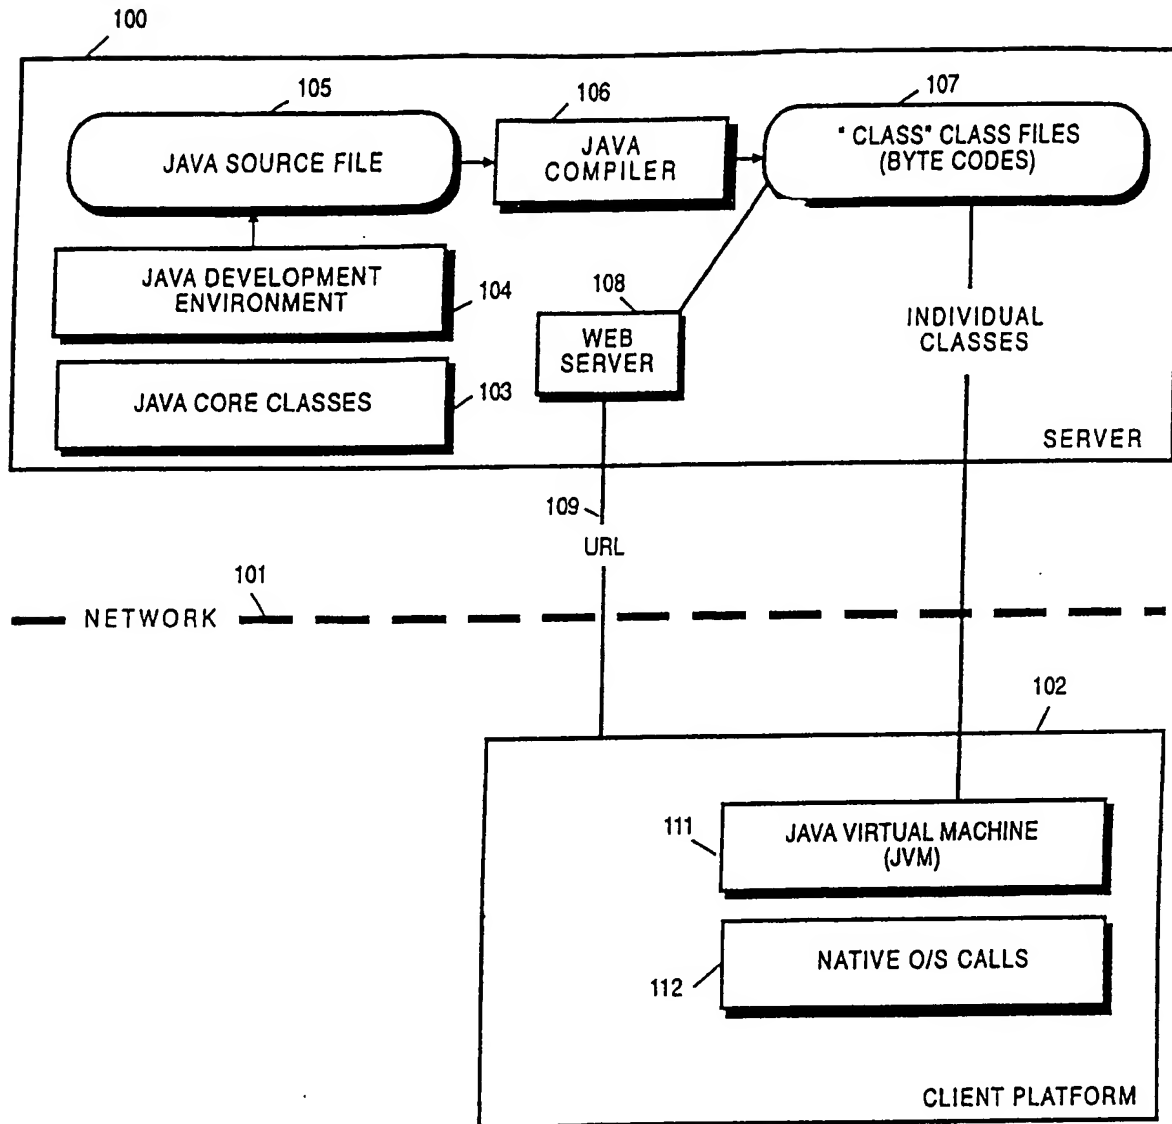 100
105
106
107
JAVA SOURCE FILE
JAVA
COMPILER
" CLASS" CLASS FILES
(BYTE CODES)
JAVA DEVELOPMENT
ENVIRONMENT
104
108
WEB
SERVER
INDIVIDUAL
CLASSES
JAVA CORE CLASSES
103
SERVER
109
URL
101
NETWORK
102
111
JAVA VIRTUAL MACHINE
(JVM)
NATIVE O/S CALLS
112
CLIENT PLATFORM